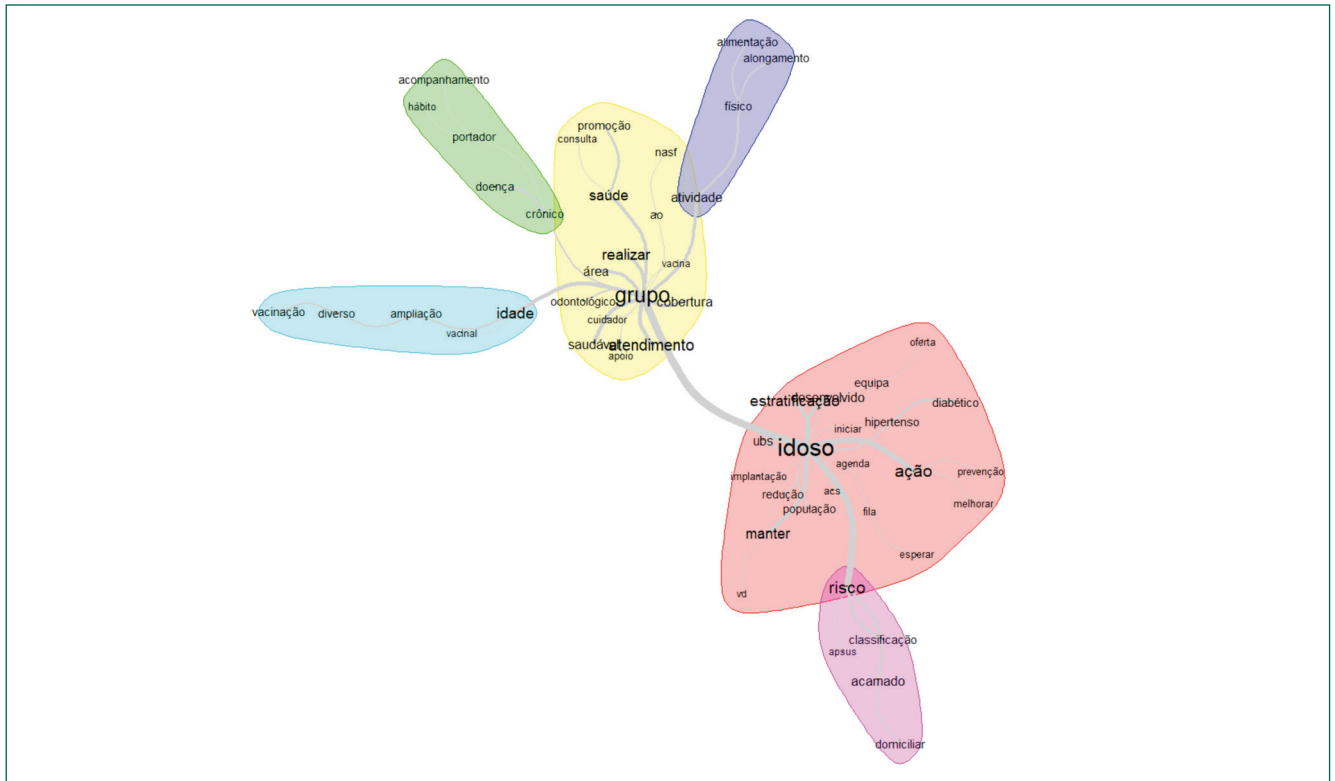 alimentação
alongamento
físico
atividade
acompanhamento
hábito
portador
doença
crônico
promoção
consulta
nasf
saúde
ao
realizar
vacina
área
grupo
odontológico
cobertura
cuidador
saudável
atendimento
apoio
vacinação
diverso
ampliação
vacinal
idade
oferta
equipa
desenvolvido
estratificação
diabético
hipertenso
iniciar
ubs
idoso
agenda
ação
prevenção
implantação
redução
acs
melhorar
população
fila
manter
esperar
vd
risco
classificação
apsus
acamado
domiciliar